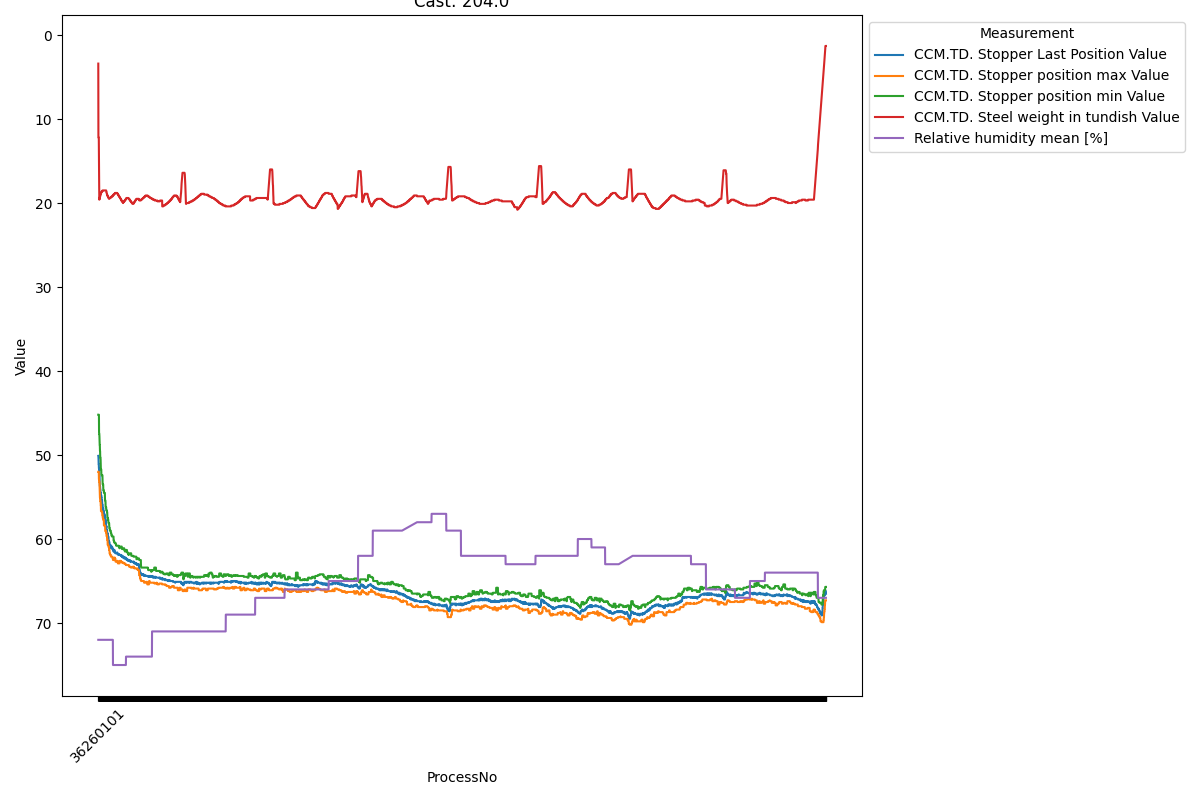 Cast: 204.0
Measurement
CCM.TD. Stopper Last Position Value
CCM.TD. Stopper position max Value
CCM.TD. Stopper position min Value
CCM.TD. Steel weight in tundish Value
Relative humidity mean [%]
0
10
20
30
40
50
60
70
Value
36260101
ProcessNo